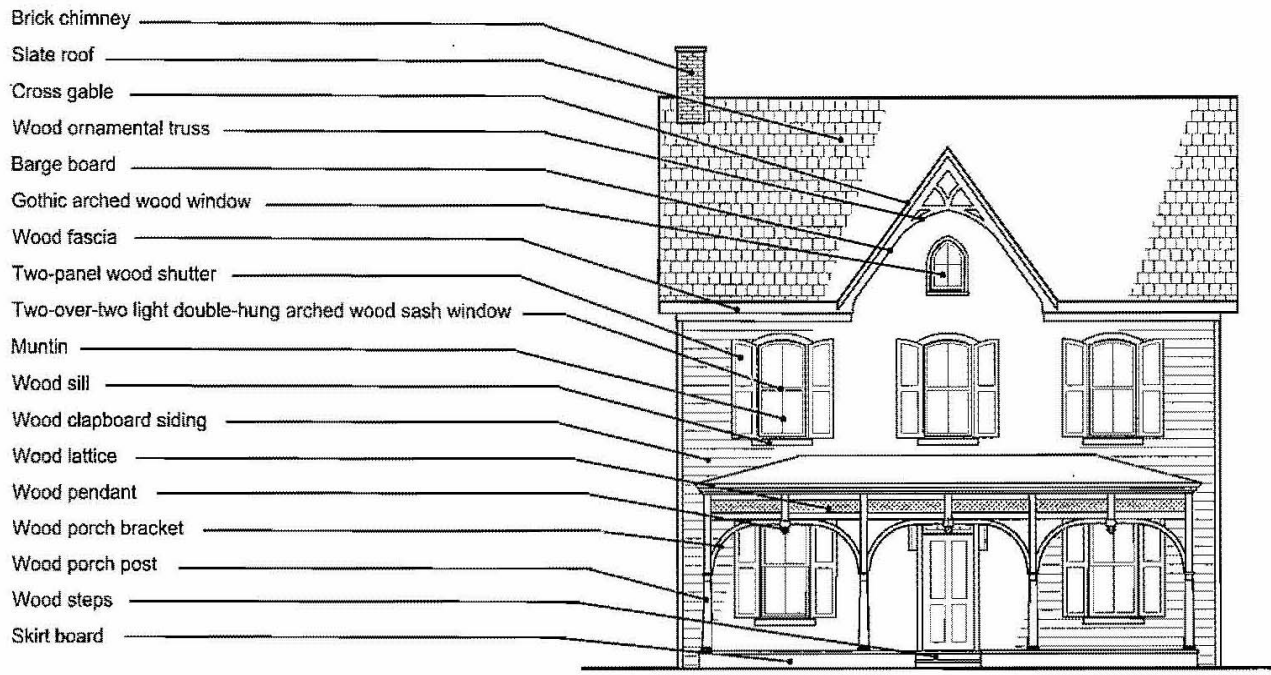 Brick chimney
Slate roof
Cross gable
Wood ornamental truss
Barge board
Gothic arched wood window
Wood fascia
Two-panel wood shutter
Two-over-two light double-hung arched wood sash window
Muntin
Wood sill
Wood clapboard siding
Wood lattice
Wood pendant
Wood porch bracket
Wood porch post
Wood steps
Skirt board